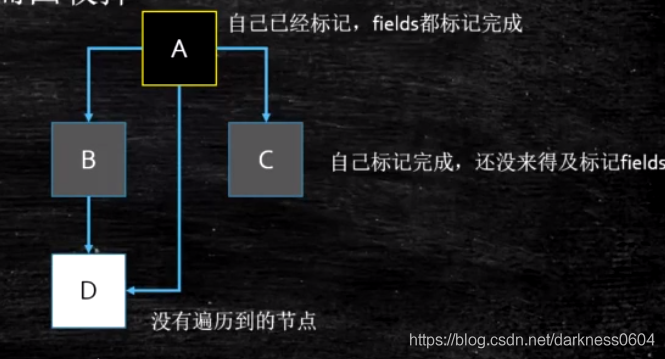 A
自己已经标记，fields都标记完成
B
C
自己标记完成，还没来得及标记fields
D
没有遍历到的节点
https://blog.csdn.net/darkness0604